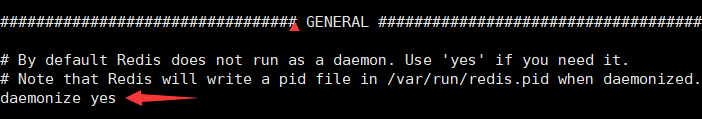 ################################# GENERAL ####################################
# By default Redis does not run as a daemon. Use 'yes' if you need it.
# Note that Redis will write a pid file in /var/run/redis.pid when daemonized.
daemonize yes